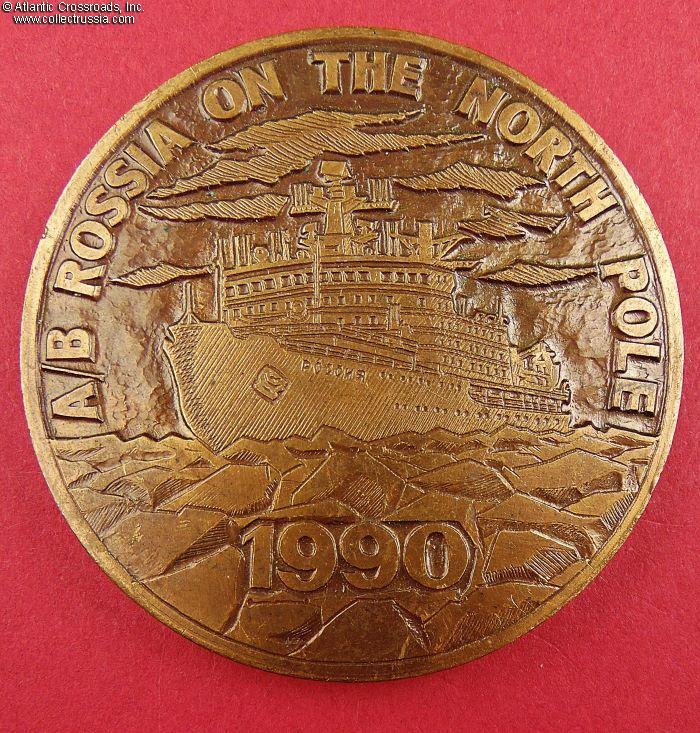 © Atlantic Crossroads, Inc.
www.collectrussia.com
A/B ROSSIA ON THE NORTH POLE
РОССИЯ
1990